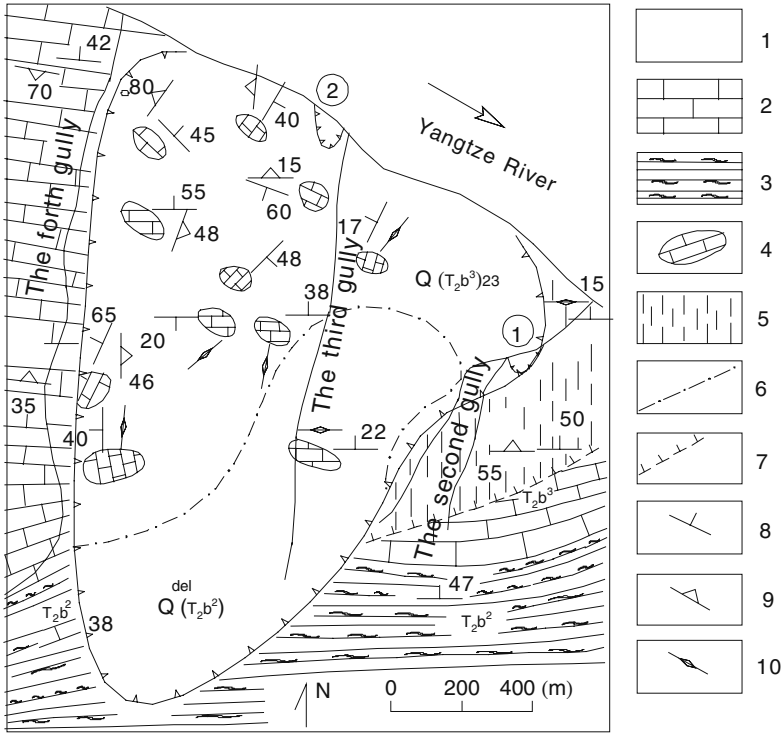 42
70
80
45
40
2
Yangtze River
15
60
55
48
17
48
Q (T₂b³)23
15
The forth gully
The third gully
65
20
38
1
46
35
40
22
The second gully
50
55
T₂b³
del
Q (T₂b²)
47
T₂b²
T₂b²
38
N
0 200 400 (m)
1
2
3
4
5
6
7
8
9
10